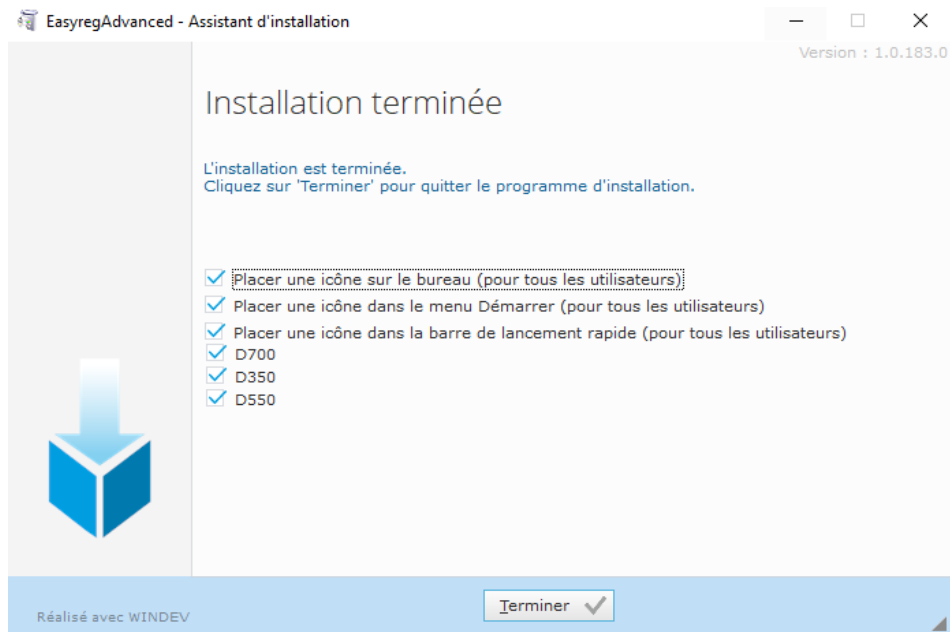 EasyregAdvanced - Assistant d'installation
Version : 1.0.183.0
Installation terminée
L'installation est terminée.
Cliquez sur 'Terminer' pour quitter le programme d'installation.
Placer une icône sur le bureau (pour tous les utilisateurs)
Placer une icône dans le menu Démarrer (pour tous les utilisateurs)
Placer une icône dans la barre de lancement rapide (pour tous les utilisateurs)
D700
D350
D550
Terminer
Réalisé avec WINDEV